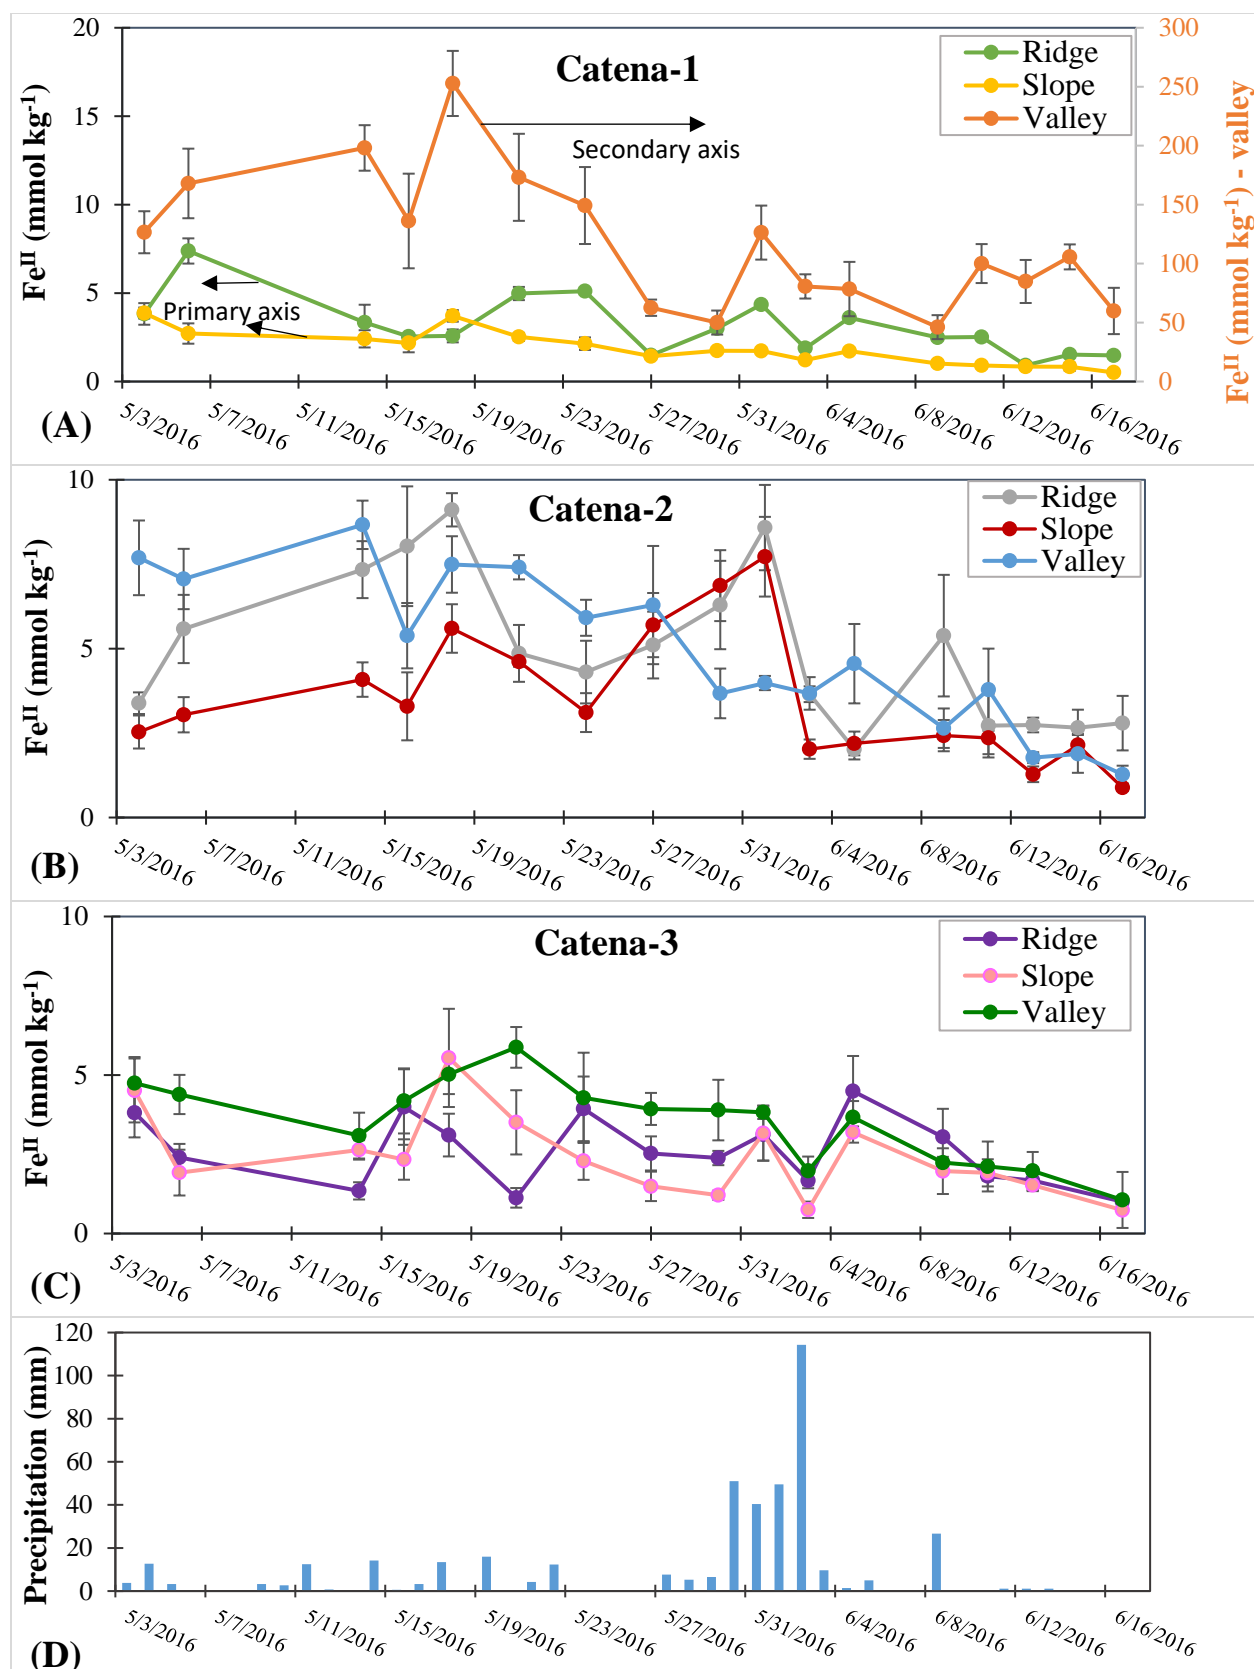 Catena-1
Fe^II (mmol kg^-1)
Fe^II (mmol kg^-1) - valley
20
15
10
5
0
300
250
200
150
100
50
0
Ridge
Slope
Valley
Secondary axis
Primary axis
5/3/2016 5/7/2016 5/11/2016 5/15/2016 5/19/2016 5/23/2016 5/27/2016 5/31/2016 6/4/2016 6/8/2016 6/12/2016 6/16/2016
(A)
Catena-2
Fe^II (mmol kg^-1)
10
5
0
Ridge
Slope
Valley
5/3/2016 5/7/2016 5/11/2016 5/15/2016 5/19/2016 5/23/2016 5/27/2016 5/31/2016 6/4/2016 6/8/2016 6/12/2016 6/16/2016
(B)
Catena-3
Fe^II (mmol kg^-1)
10
5
0
Ridge
Slope
Valley
5/3/2016 5/7/2016 5/11/2016 5/15/2016 5/19/2016 5/23/2016 5/27/2016 5/31/2016 6/4/2016 6/8/2016 6/12/2016 6/16/2016
(C)
Precipitation (mm)
120
100
80
60
40
20
0
5/3/2016 5/7/2016 5/11/2016 5/15/2016 5/19/2016 5/23/2016 5/27/2016 5/31/2016 6/4/2016 6/8/2016 6/12/2016 6/16/2016
(D)